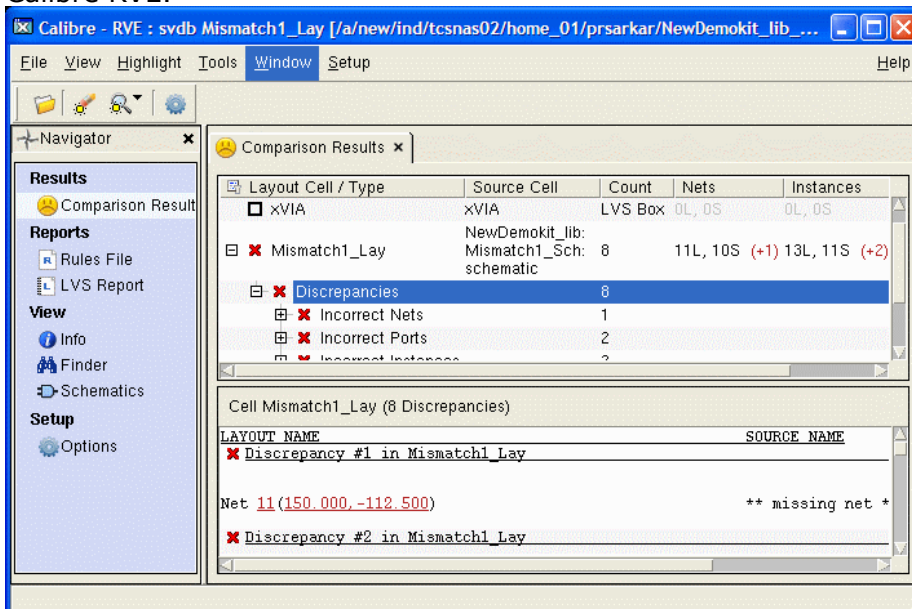 Calibre RVE.
Calibre - RVE : svdb Mismatch1_Lay [/a/new/ind/tcsnas02/home_01/prsarkar/NewDemokit_lib_...
File View Highlight Tools Window Setup Help
Navigator
Results
Comparison Result
Reports
Rules File
LVS Report
View
Info
Finder
Schematics
Setup
Options
Comparison Results
Layout Cell / Type Source Cell Count Nets Instances
xVIA xVIA LVS Box 0L, 0S 0L, 0S
Mismatch1_Lay NewDemokit_lib: Mismatch1_Sch: schematic 8 11L, 10S (+1) 13L, 11S (+2)
Discrepancies 8
Incorrect Nets 1
Incorrect Ports 2
Incorrect Instances
Cell Mismatch1_Lay (8 Discrepancies)
LAYOUT NAME SOURCE NAME
Discrepancy #1 in Mismatch1_Lay
Net 11(150.000,-112.500) ** missing net *
Discrepancy #2 in Mismatch1_Lay